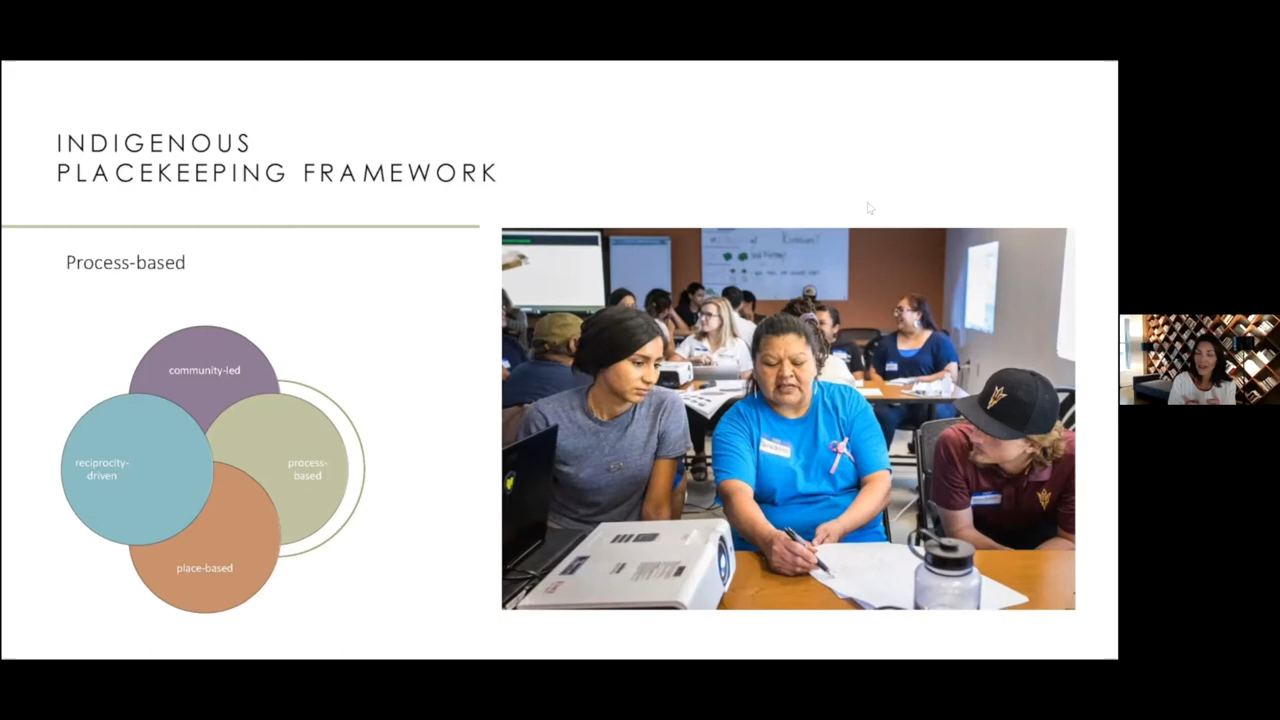 INDIGENOUS
PLACEKEEPING FRAMEWORK
Process-based
community-led
reciprocity-
driven
process-
based
place-based